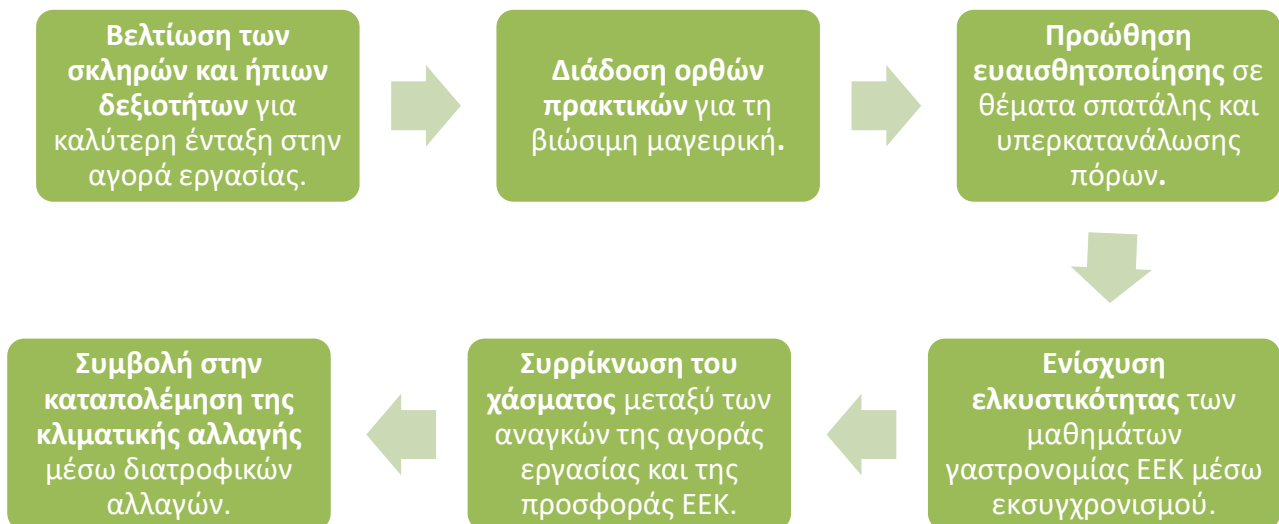 Βελτίωση των
σκληρών και ήπιων
δεξιοτήτων για
καλύτερη ένταξη στην
αγορά εργασίας.
Διάδοση ορθών
πρακτικών για τη
βιώσιμη μαγειρική.
Προώθηση
ευαισθητοποίησης σε
θέματα σπατάλης και
υπερκατανάλωσης
πόρων.
Ενίσχυση
ελκυστικότητας των
μαθημάτων
γαστρονομίας ΕΕΚ μέσω
εκσυγχρονισμού.
Συρρίκνωση του
χάσματος μεταξύ των
αναγκών της αγοράς
εργασίας και της
προσφοράς ΕΕΚ.
Συμβολή στην
καταπολέμηση της
κλιματικής αλλαγής
μέσω διατροφικών
αλλαγών.